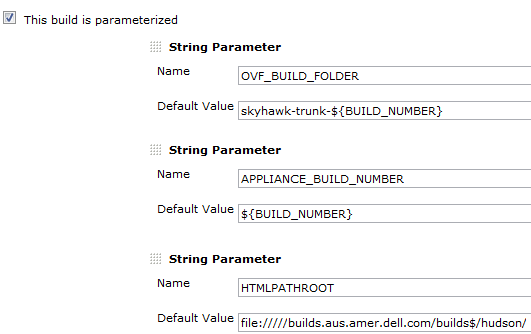 This build is parameterized
String Parameter
Name OVF_BUILD_FOLDER
Default Value skyhawk-trunk-${BUILD_NUMBER}
String Parameter
Name APPLIANCE_BUILD_NUMBER
Default Value ${BUILD_NUMBER}
String Parameter
Name HTMLPATHROOT
Default Value file://///builds.aus.amer.dell.com/builds$/hudson/